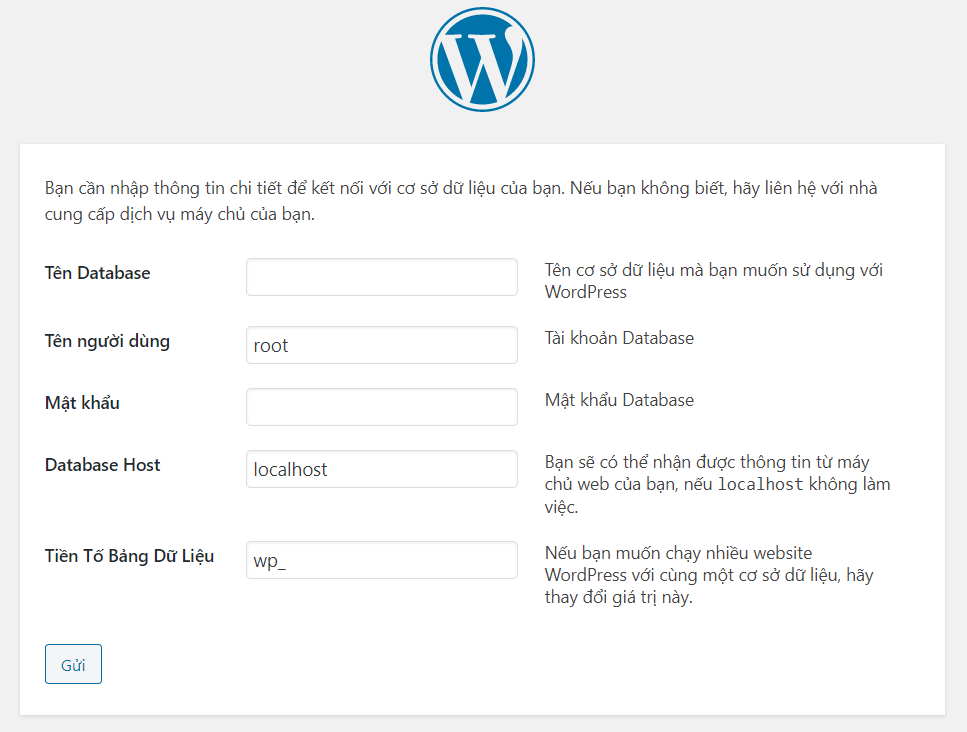 W
Bạn cần nhập thông tin chi tiết để kết nối với cơ sở dữ liệu của bạn. Nếu bạn không biết, hãy liên hệ với nhà
cung cấp dịch vụ máy chủ của bạn.
Tên Database
Tên cơ sở dữ liệu mà bạn muốn sử dụng với
WordPress
Tên người dùng
root
Tài khoản Database
Mật khẩu
Mật khẩu Database
Database Host
localhost
Bạn sẽ có thể nhận được thông tin từ máy
chủ web của bạn, nếu localhost không làm
việc.
Tiền Tố Bảng Dữ Liệu
wp_
Nếu bạn muốn chạy nhiều website
WordPress với cùng một cơ sở dữ liệu, hãy
thay đổi giá trị này.
Gửi